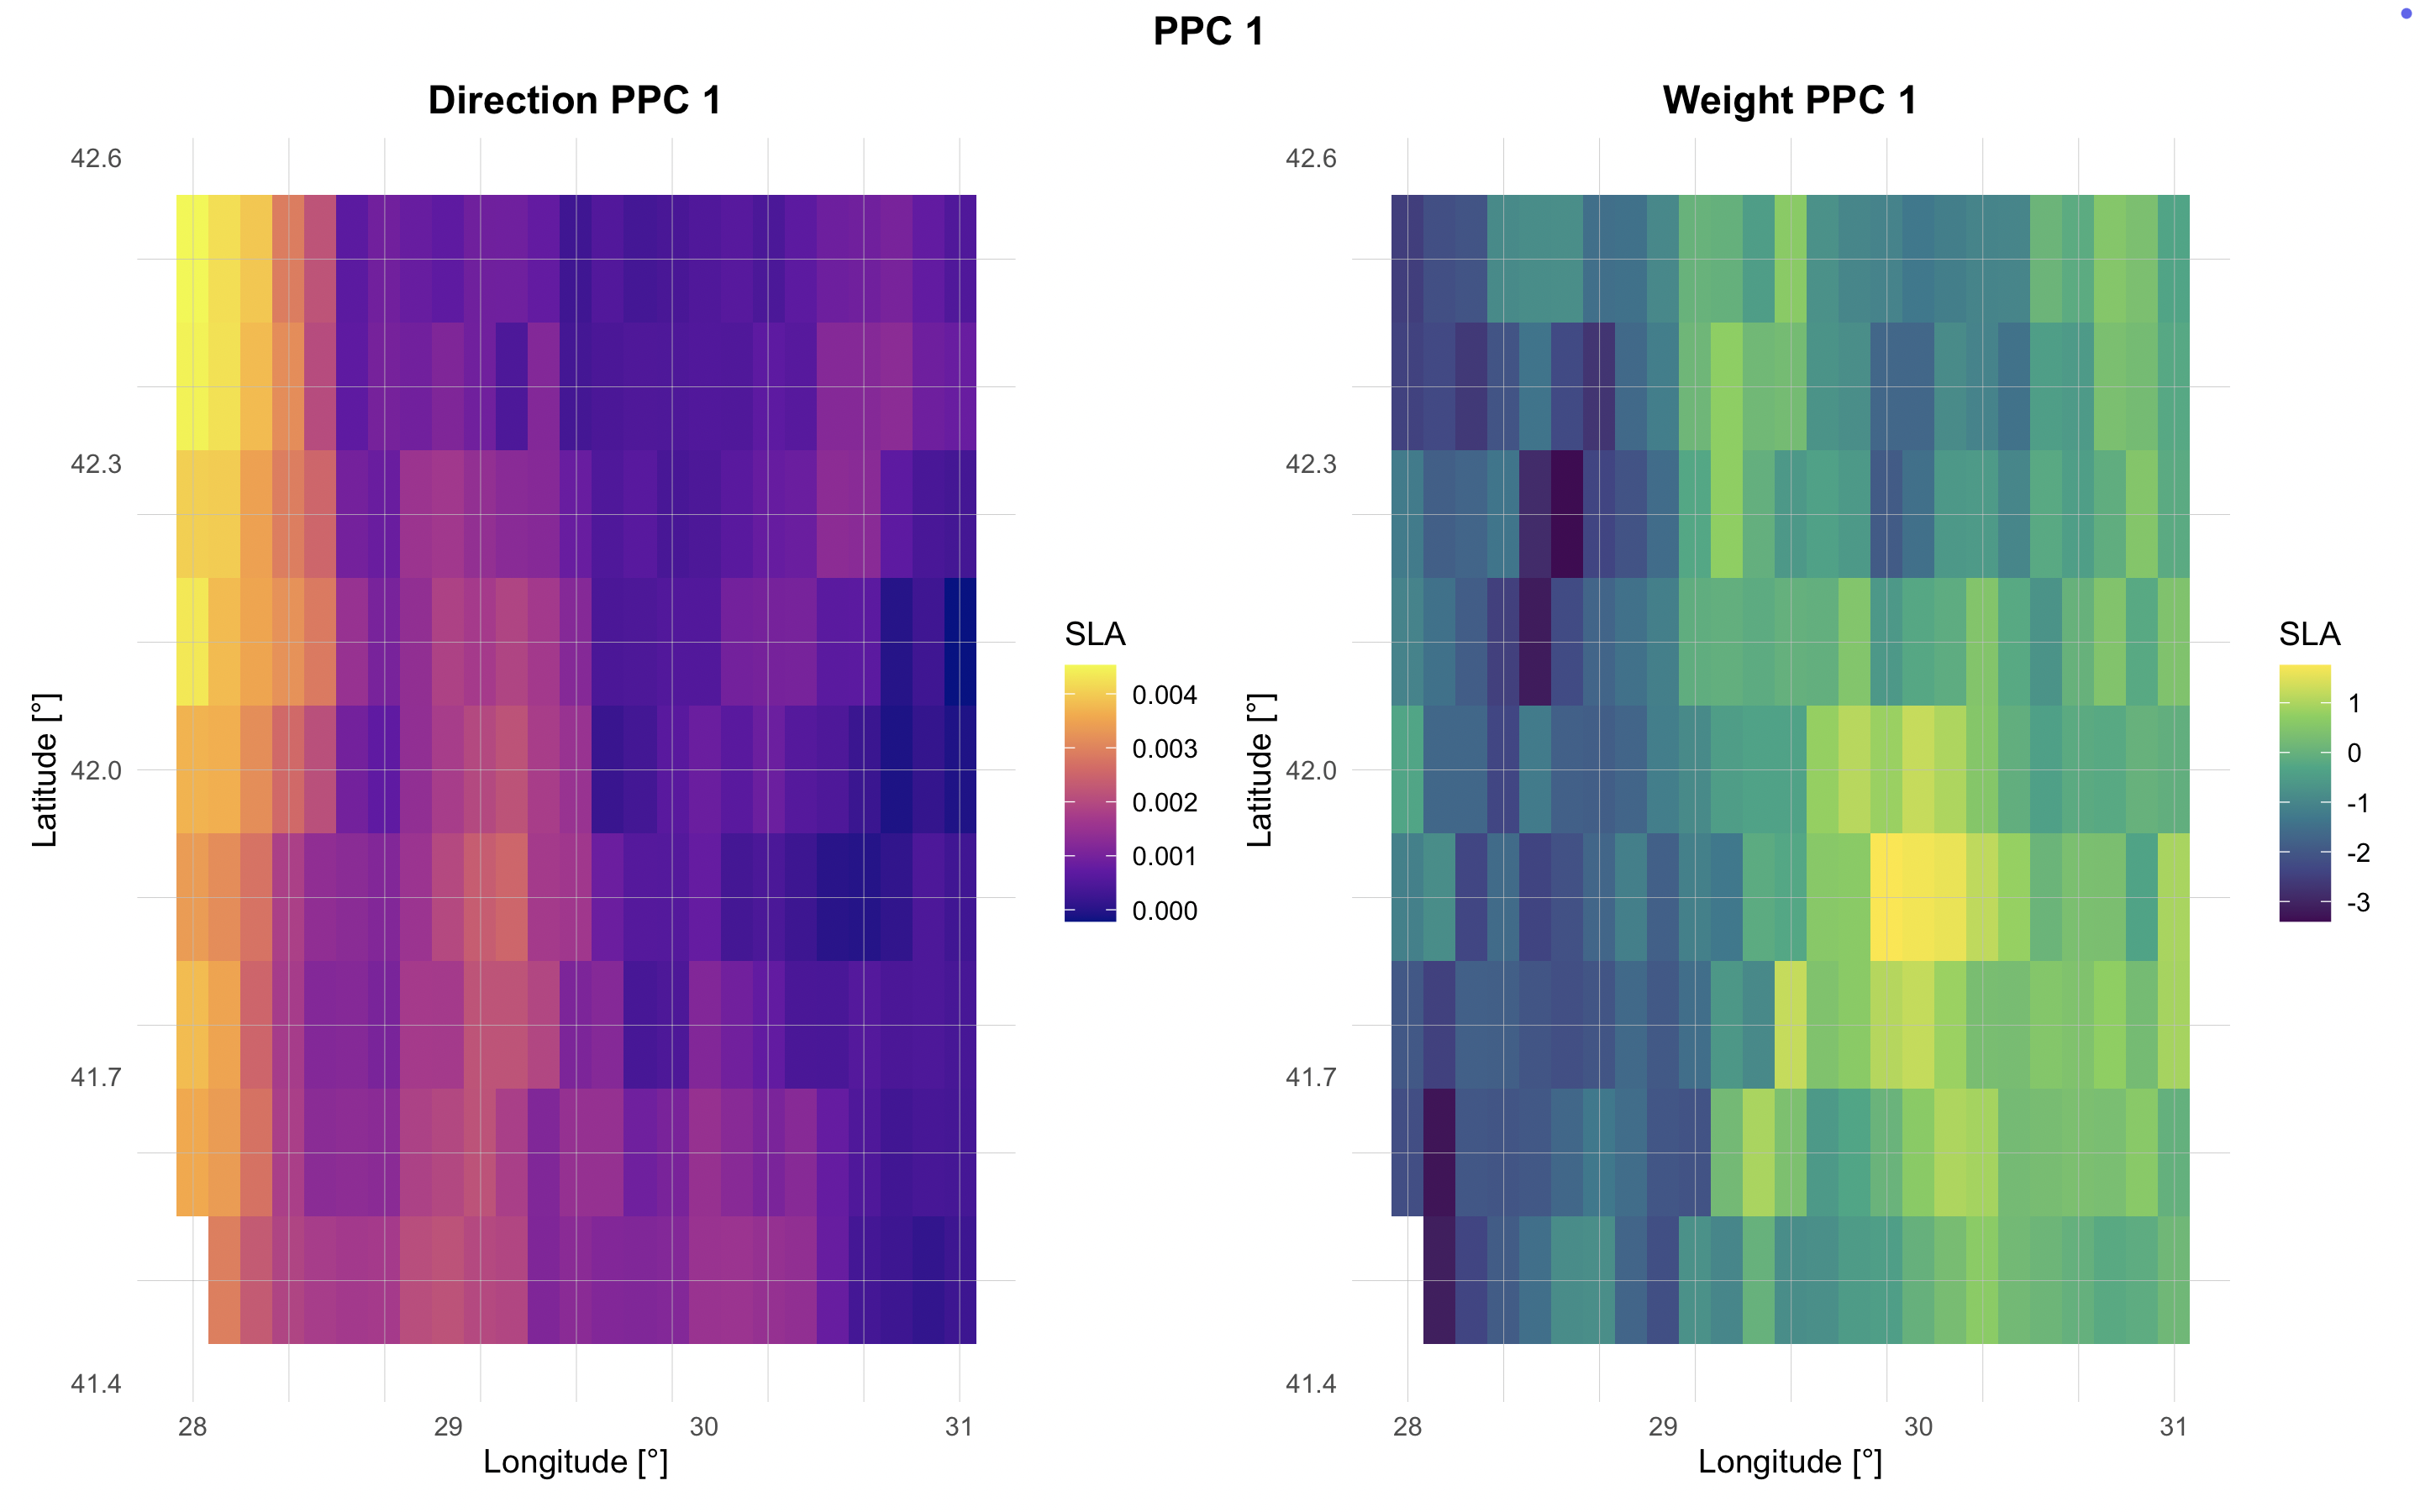 PPC 1
Direction PPC 1
42.6
42.3
42.0
41.7
41.4
Latitude [°]
28 29 30 31
Longitude [°]
SLA
0.004
0.003
0.002
0.001
0.000
Weight PPC 1
42.6
42.3
42.0
41.7
41.4
Latitude [°]
28 29 30 31
Longitude [°]
SLA
1
0
-1
-2
-3